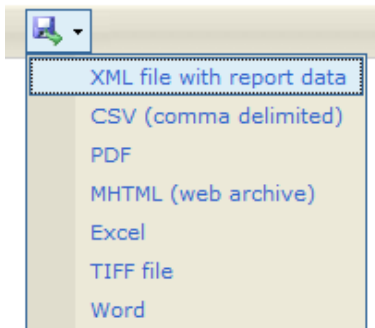 XML file with report data
CSV (comma delimited)
PDF
MHTML (web archive)
Excel
TIFF file
Word